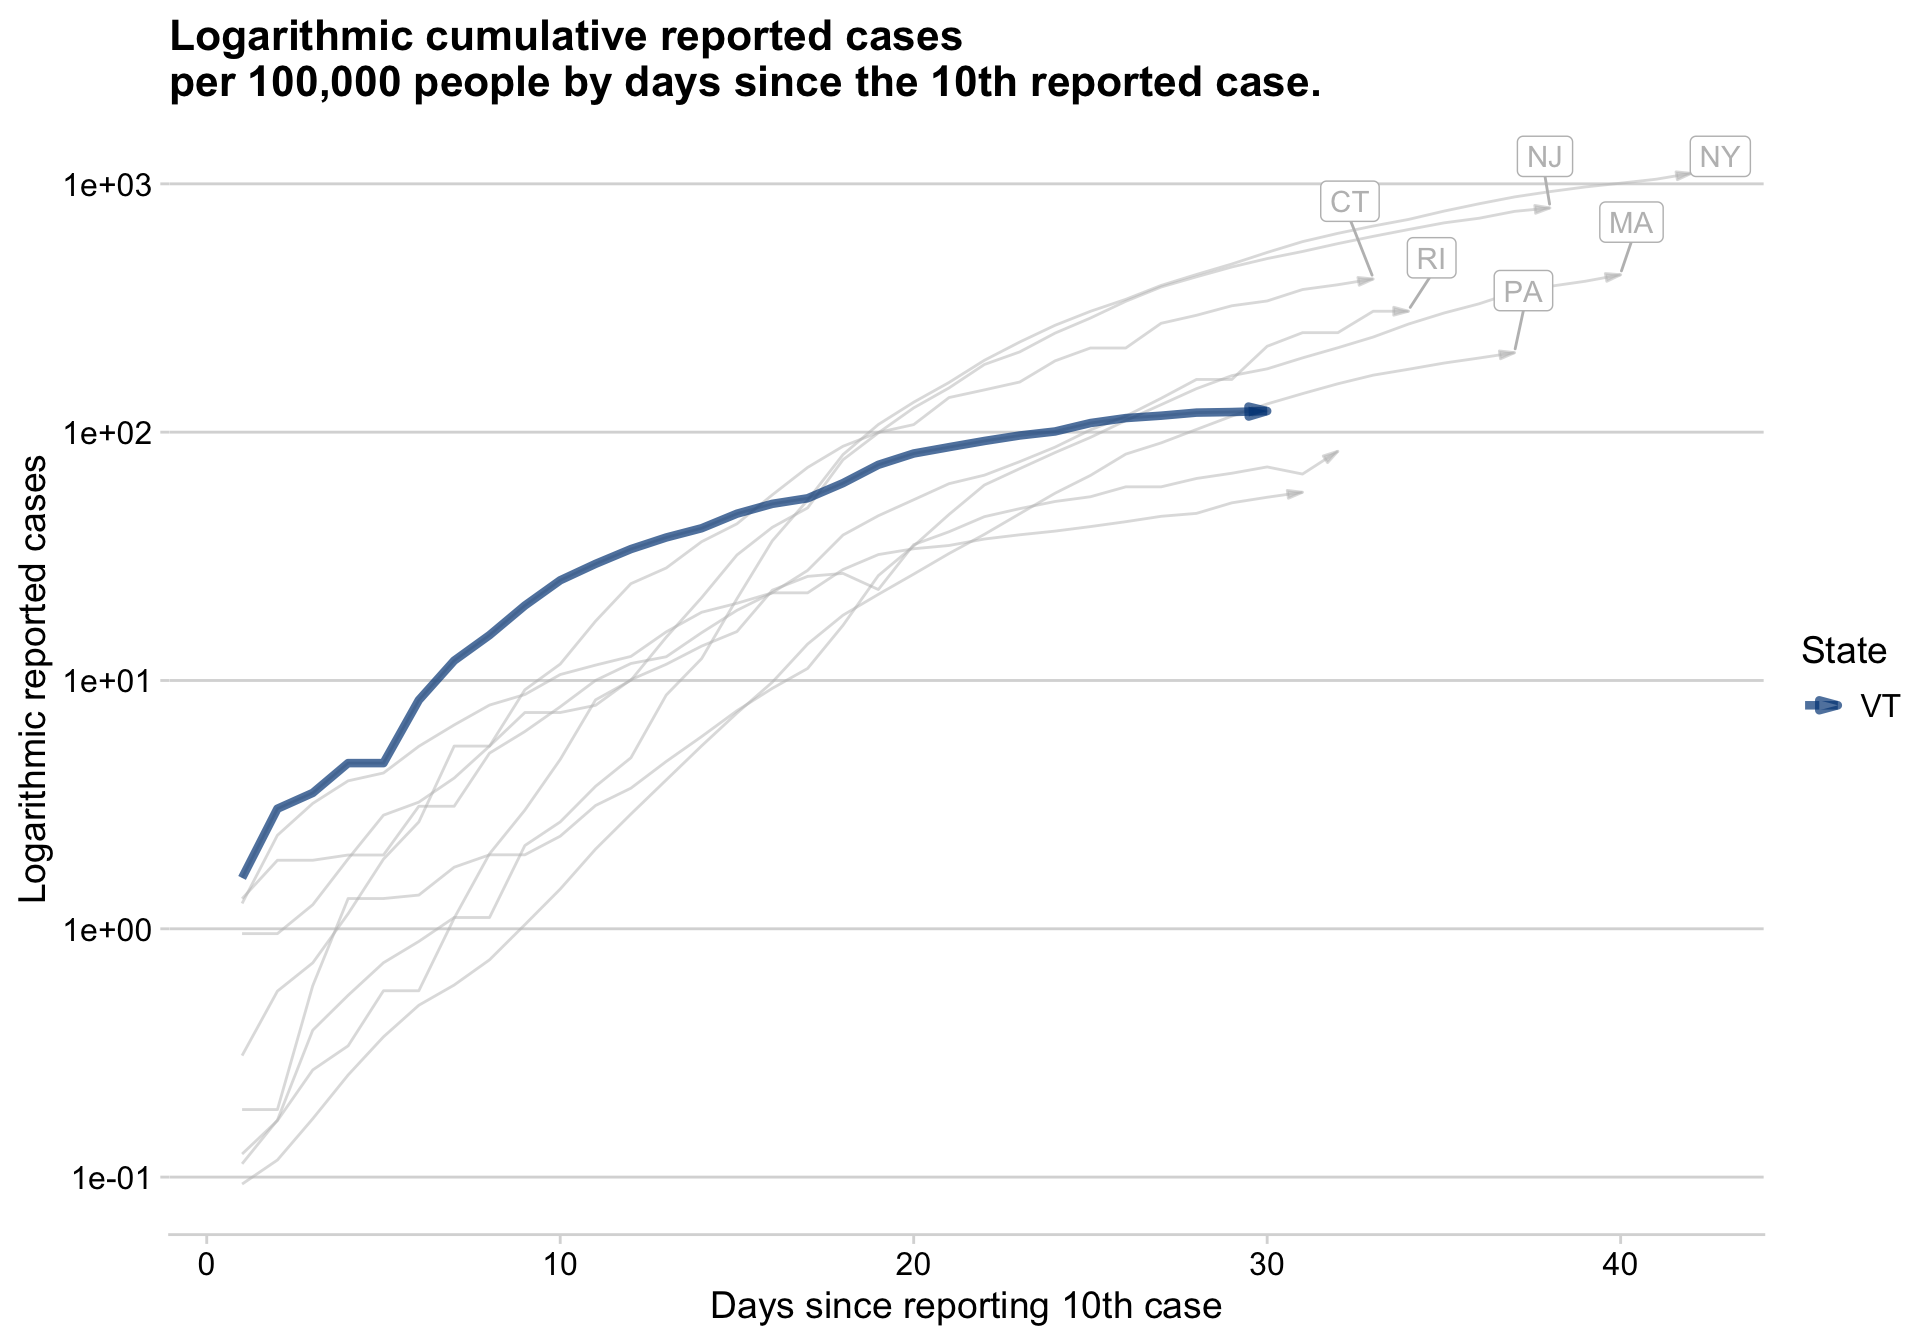 Logarithmic cumulative reported cases
per 100,000 people by days since the 10th reported case.
NJ
NY
1e+03
CT
MA
RI
PA
1e+02
Logarithmic reported cases
State
1e+01
VT
1e+00
1e-01
0
10
20
30
40
Days since reporting 10th case